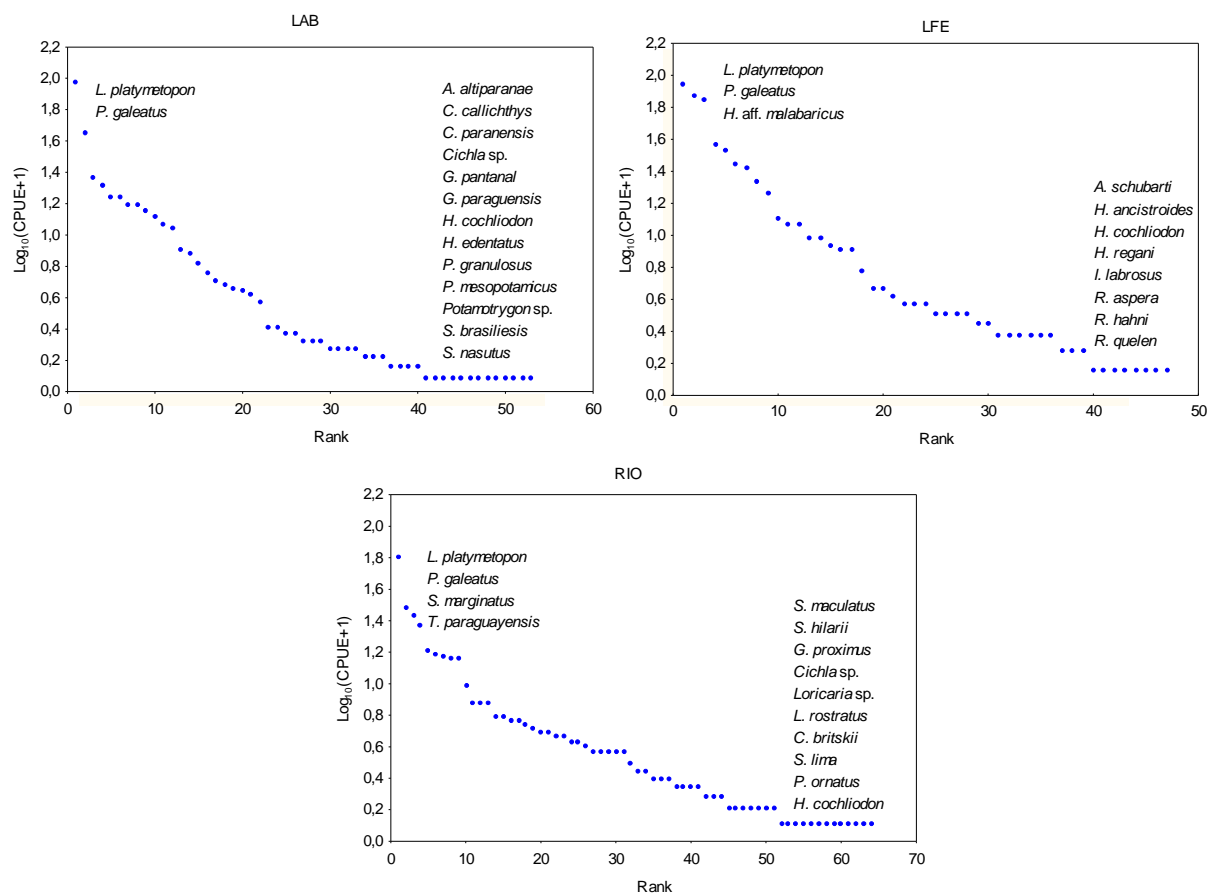 LAB
2,2
2,0
1,8
1,6
1,4
1,2
1,0
0,8
0,6
0,4
0,2
0,0
Log10(CPUE+1)
L. platymetopon
P. galeatus
A. altiparanae
C. callichthys
C. paranensis
Cichla sp.
G. pantanal
G. paraguensis
H. cochliodon
H. edentatus
P. granulosus
P. mesopotamicus
Potamotrygon sp.
S. brasiliesis
S. nasutus
0 10 20 30 40 50 60
Rank
LFE
2,2
2,0
1,8
1,6
1,4
1,2
1,0
0,8
0,6
0,4
0,2
0,0
Log10(CPUE+1)
L. platymetopon
P. galeatus
H. aff. malabaricus
A. schubarti
H. ancistroides
H. cochliodon
H. regani
I. labrosus
R. aspera
R. hahni
R. quelen
0 10 20 30 40 50
Rank
RIO
2,2
2,0
1,8
1,6
1,4
1,2
1,0
0,8
0,6
0,4
0,2
0,0
Log10(CPUE+1)
L. platymetopon
P. galeatus
S. marginatus
T. paraguayensis
S. maculatus
S. hilarii
G. proximus
Cichla sp.
Loricaria sp.
L. rostratus
C. britskii
S. lima
P. ornatus
H. cochliodon
0 10 20 30 40 50 60 70
Rank